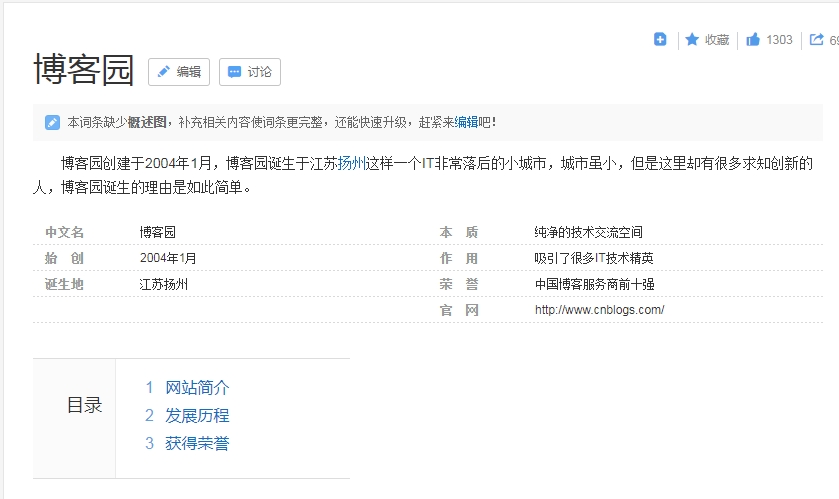 收藏 1303 69
博客园 编辑 讨论
本词条缺少概述图，补充相关内容使词条更完整，还能快速升级，赶紧来编辑吧！
博客园创建于2004年1月，博客园诞生于江苏扬州这样一个IT非常落后的小城市，城市虽小，但是这里却有很多求知创新的
人，博客园诞生的理由是如此简单。
中文名 博客园 本 质 纯净的技术交流空间
始 创 2004年1月 作 用 吸引了很多IT技术精英
诞生地 江苏扬州 荣 誉 中国博客服务商前十强
官 网 http://www.cnblogs.com/
目录
1 网站简介
2 发展历程
3 获得荣誉